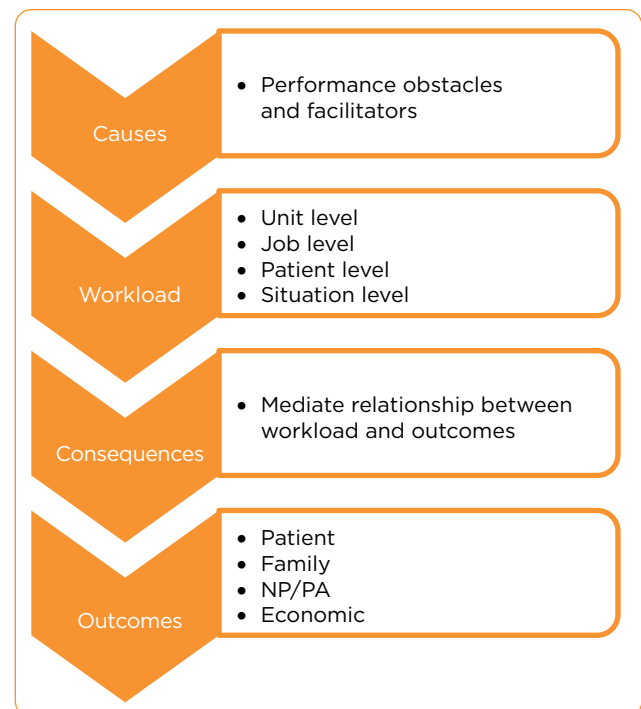 Causes
• Performance obstacles
and facilitators
Workload
• Unit level
• Job level
• Patient level
• Situation level
Consequences
• Mediate relationship between
workload and outcomes
Outcomes
• Patient
• Family
• NP/PA
• Economic